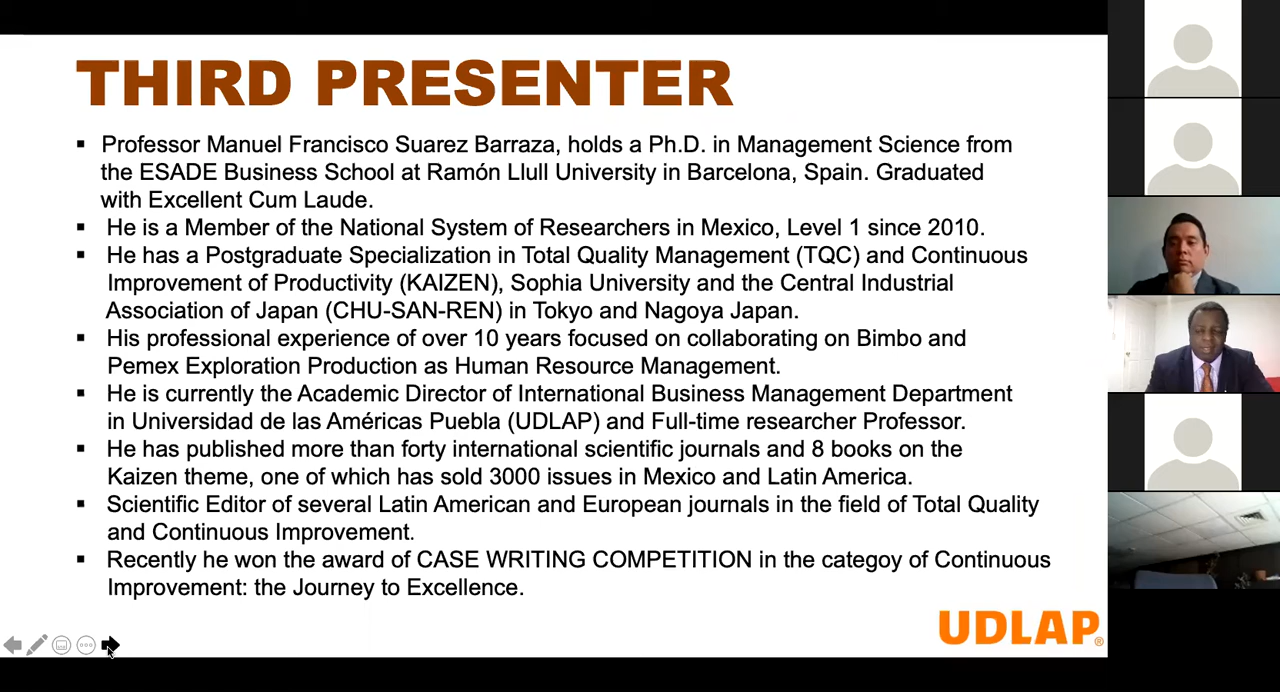 THIRD PRESENTER
▪ Professor Manuel Francisco Suarez Barraza, holds a Ph.D. in Management Science from
the ESADE Business School at Ramón Llull University in Barcelona, Spain. Graduated
with Excellent Cum Laude.
▪ He is a Member of the National System of Researchers in Mexico, Level 1 since 2010.
▪ He has a Postgraduate Specialization in Total Quality Management (TQC) and Continuous
Improvement of Productivity (KAIZEN), Sophia University and the Central Industrial
Association of Japan (CHU-SAN-REN) in Tokyo and Nagoya Japan.
▪ His professional experience of over 10 years focused on collaborating on Bimbo and
Pemex Exploration Production as Human Resource Management.
▪ He is currently the Academic Director of International Business Management Department
in Universidad de las Américas Puebla (UDLAP) and Full-time researcher Professor.
▪ He has published more than forty international scientific journals and 8 books on the
Kaizen theme, one of which has sold 3000 issues in Mexico and Latin America.
▪ Scientific Editor of several Latin American and European journals in the field of Total Quality
and Continuous Improvement.
▪ Recently he won the award of CASE WRITING COMPETITION in the categoy of Continuous
Improvement: the Journey to Excellence.
UDLAP®